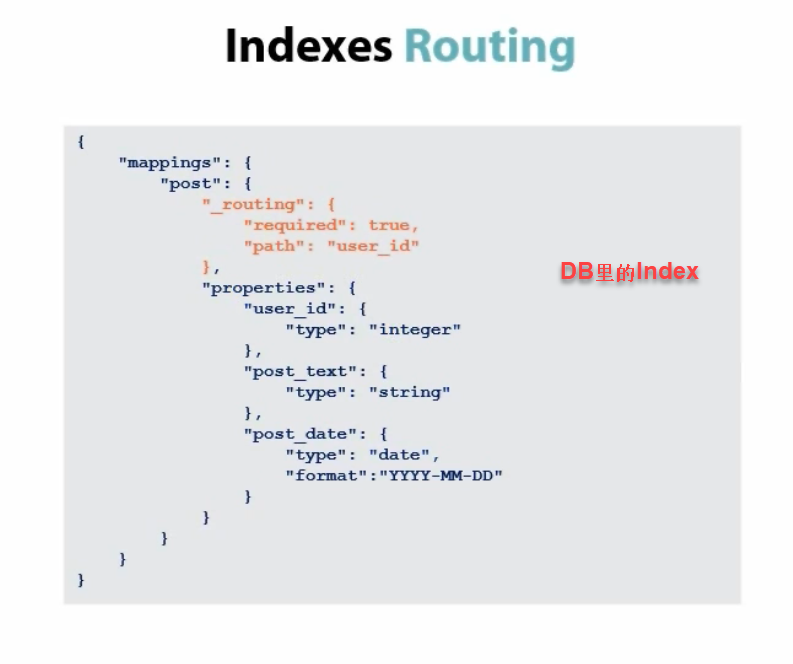 Indexes Routing
{
    "mappings": {
        "post": {
            "_routing": {
                "required": true,
                "path": "user_id"
            },
DB里的Index
            "properties": {
                "user_id": {
                    "type": "integer"
                },
                "post_text": {
                    "type": "string"
                },
                "post_date": {
                    "type": "date",
                    "format":"YYYY-MM-DD"
                }
            }
        }
    }
}